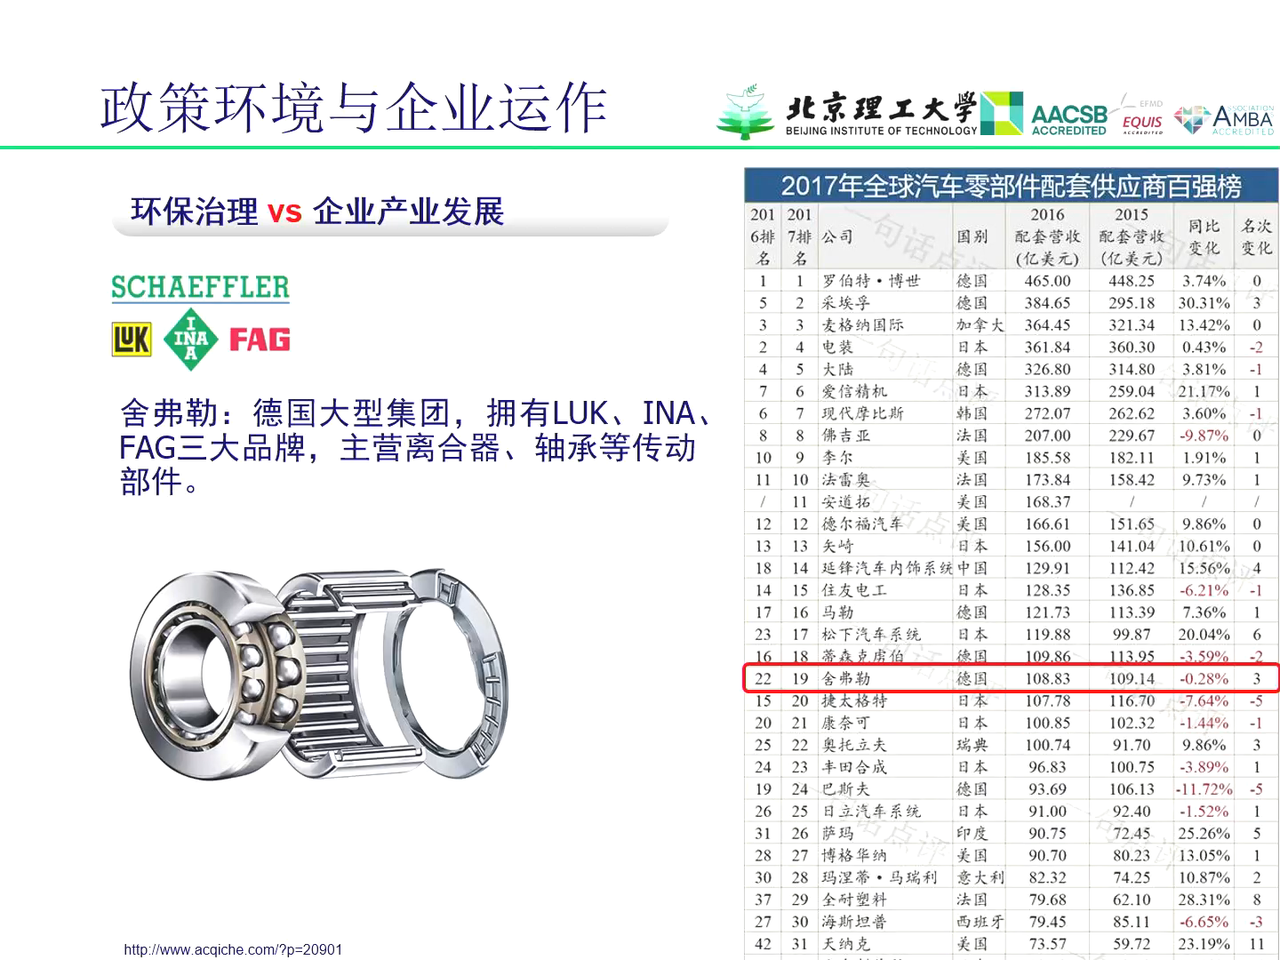 政策环境与企业运作
北京理工大学
BEIJING INSTITUTE OF TECHNOLOGY
AACSB
ACCREDITED
EFMD
EQUIS
ACCREDITED
ASSOCIATION
AMBA
ACCREDITED
环保治理 vs 企业产业发展
SCHAEFFLER
LUK INA FAG
舍弗勒：德国大型集团，拥有LUK、INA、
FAG三大品牌，主营离合器、轴承等传动
部件。
http://www.acqiche.com/?p=20901
2017年全球汽车零部件配套供应商百强榜
2016排名 2017排名 公司 国别 2016配套营收(亿美元) 2015配套营收(亿美元) 同比变化 名次变化
1 1 罗伯特·博世 德国 465.00 448.25 3.74% 0
5 2 采埃孚 德国 384.65 295.18 30.31% 3
3 3 麦格纳国际 加拿大 364.45 321.34 13.42% 0
2 4 电装 日本 361.84 360.30 0.43% -2
4 5 大陆 德国 326.80 314.80 3.81% -1
7 6 爱信精机 日本 313.89 259.04 21.17% 1
6 7 现代摩比斯 韩国 272.07 262.62 3.60% -1
8 8 佛吉亚 法国 207.00 229.67 -9.87% 0
10 9 李尔 美国 185.58 182.11 1.91% 1
11 10 法雷奥 法国 173.84 158.42 9.73% 1
/ 11 安道拓 美国 168.37 / / /
12 12 德尔福汽车 美国 166.61 151.65 9.86% 0
13 13 矢崎 日本 156.00 141.04 10.61% 0
18 14 延锋汽车内饰系统 中国 129.91 112.42 15.56% 4
14 15 住友电工 日本 128.35 136.85 -6.21% -1
17 16 马勒 德国 121.73 113.39 7.36% 1
23 17 松下汽车系统 日本 119.88 99.87 20.04% 6
16 18 蒂森克虏伯 德国 109.86 113.95 -3.59% -2
22 19 舍弗勒 德国 108.83 109.14 -0.28% 3
15 20 捷太格特 日本 107.78 116.70 -7.64% -5
20 21 康奈可 日本 100.85 102.32 -1.44% -1
25 22 奥托立夫 瑞典 100.74 91.70 9.86% 3
24 23 丰田合成 日本 96.83 100.75 -3.89% 1
19 24 巴斯夫 德国 93.69 106.13 -11.72% -5
26 25 日立汽车系统 日本 91.00 92.40 -1.52% 1
31 26 萨玛 印度 90.75 72.45 25.26% 5
28 27 博格华纳 美国 90.70 80.23 13.05% 1
30 28 玛涅蒂·马瑞利 意大利 82.32 74.25 10.87% 2
37 29 全耐塑料 法国 79.68 62.10 28.31% 8
27 30 海斯坦普 西班牙 79.45 85.11 -6.65% -3
42 31 天纳克 美国 73.57 59.72 23.19% 11